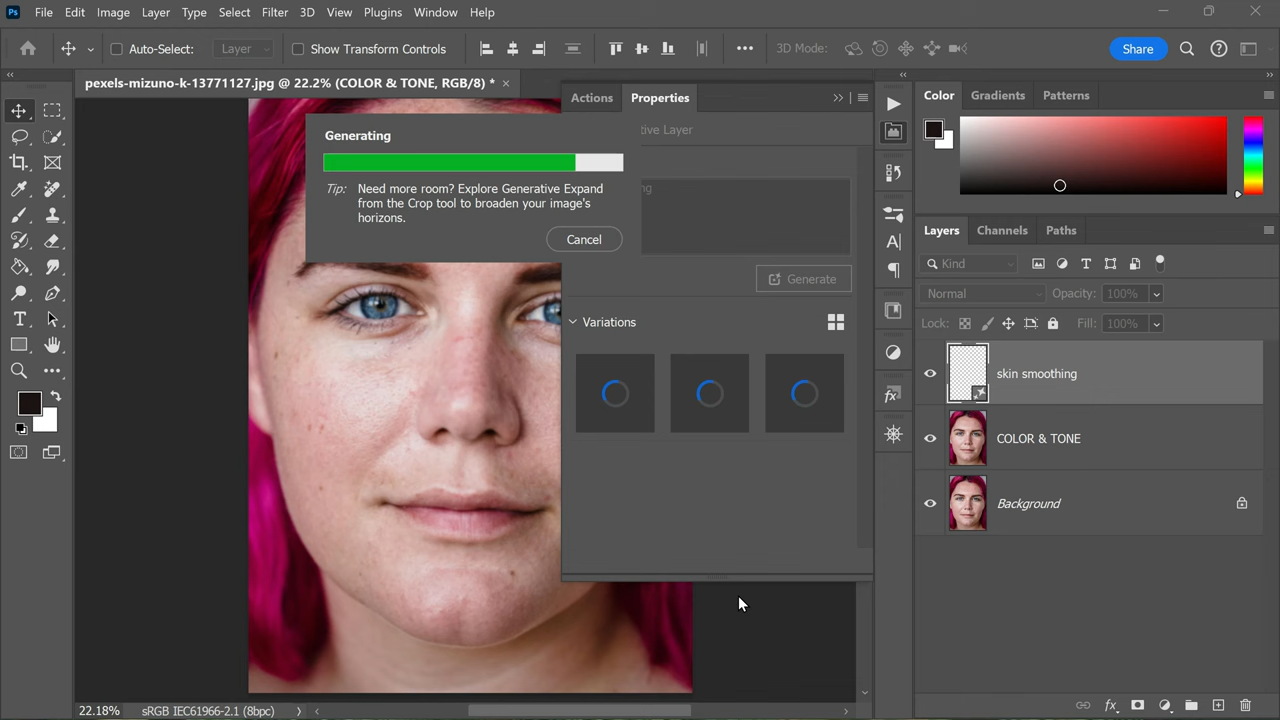 Ps File Edit Image Layer Type Select Filter 3D View Plugins Window Help
Auto-Select: Layer Show Transform Controls 3D Mode: Share
pexels-mizuno-k-13771127.jpg @ 22.2% (COLOR & TONE, RGB/8) *
Actions Properties
Generating
Tip: Need more room? Explore Generative Expand
from the Crop tool to broaden your image's
horizons.
Cancel
tive Layer
ng
Generate
Variations
Color Gradients Patterns
Layers Channels Paths
Kind
Normal Opacity: 100%
Lock: Fill: 100%
skin smoothing
COLOR & TONE
Background
22.18% sRGB IEC61966-2.1 (8bpc)